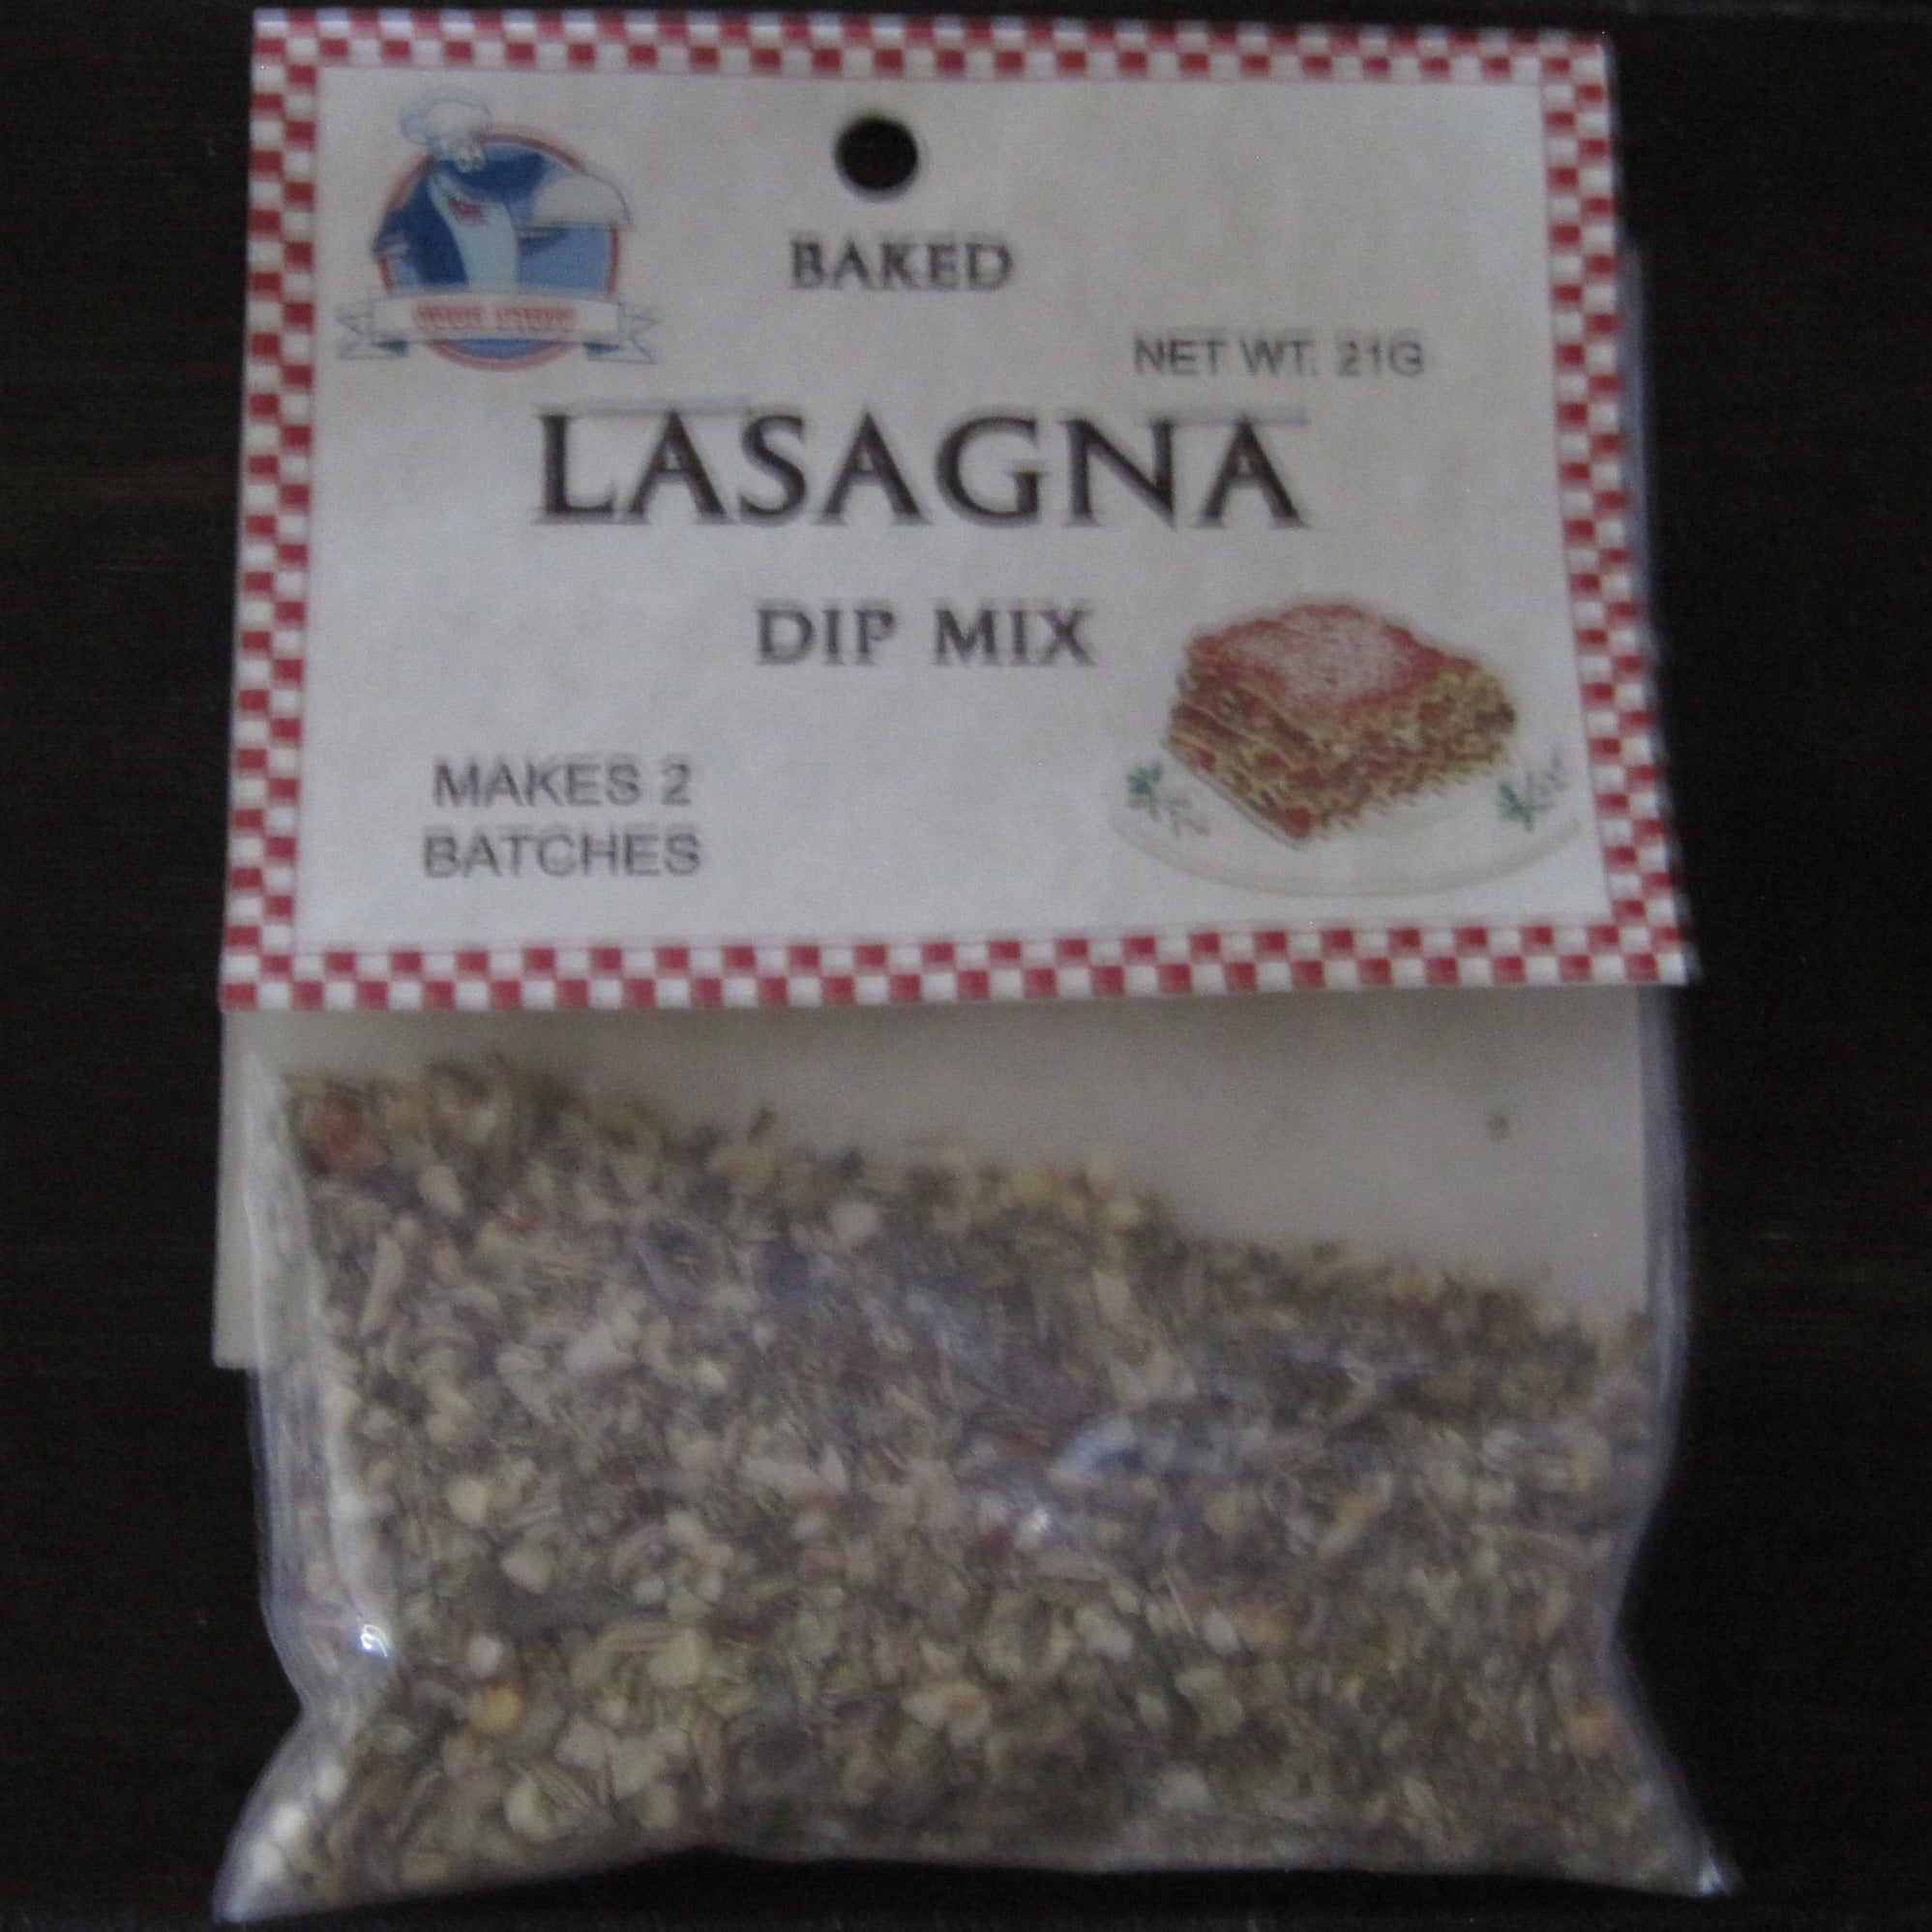 BAKED
NET WT. 21G
LASAGNA
DIP MIX
MAKES 2
BATCHES